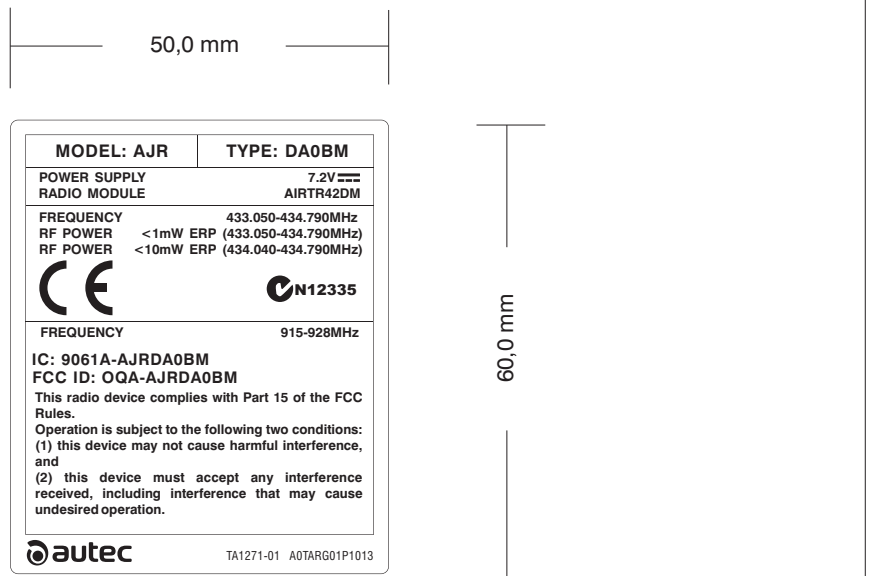 50,0 mm
MODEL: AJR TYPE: DA0BM
POWER SUPPLY 7.2V
RADIO MODULE AIRTR42DM
FREQUENCY 433.050-434.790MHz
RF POWER <1mW ERP (433.050-434.790MHz)
RF POWER <10mW ERP (434.040-434.790MHz)
CE N12335
FREQUENCY 915-928MHz
IC: 9061A-AJRDA0BM
FCC ID: OQA-AJRDA0BM
This radio device complies with Part 15 of the FCC
Rules.
Operation is subject to the following two conditions:
(1) this device may not cause harmful interference,
and
(2) this device must accept any interference
received, including interference that may cause
undesired operation.
autec TA1271-01 A0TARG01P1013
60,0 mm